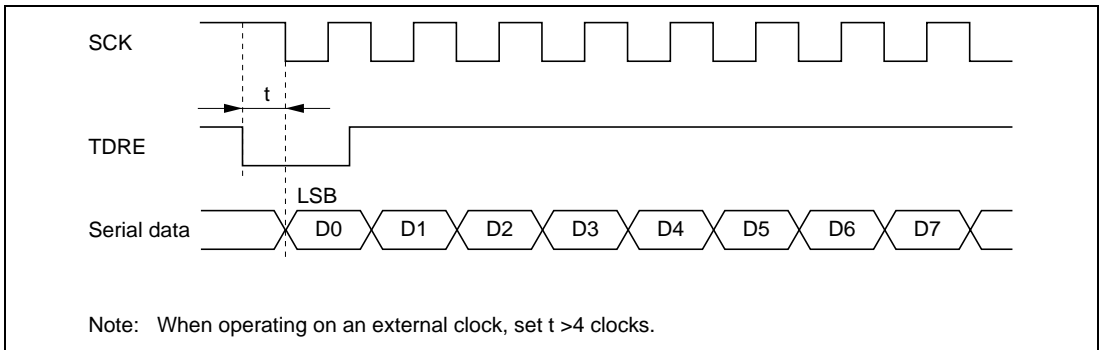 SCK
t
TDRE
LSB
Serial data D0 D1 D2 D3 D4 D5 D6 D7
Note: When operating on an external clock, set t >4 clocks.